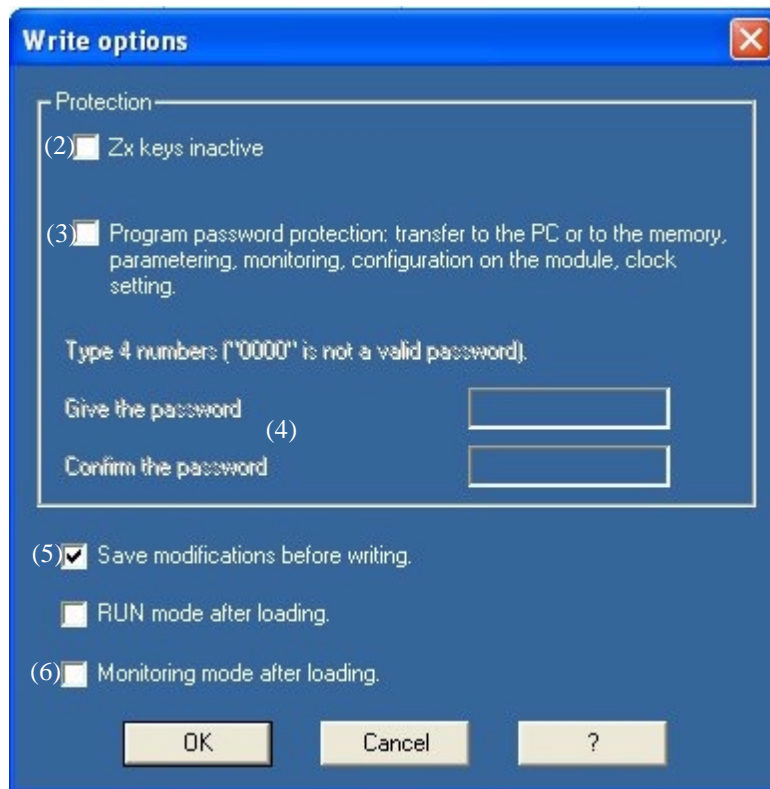 Write options
Protection
(2) Zx keys inactive
(3) Program password protection: transfer to the PC or to the memory,
parametering, monitoring, configuration on the module, clock
setting.
Type 4 numbers ("0000" is not a valid password).
Give the password
(4)
Confirm the password
(5) Save modifications before writing.
RUN mode after loading.
(6) Monitoring mode after loading.
OK Cancel ?